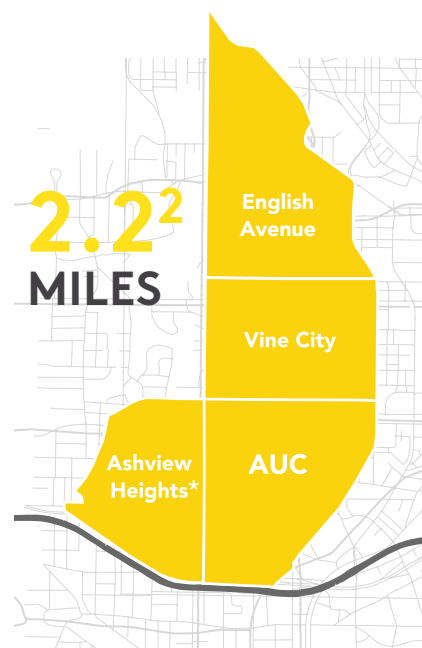 English
Avenue
2.2²
MILES
Vine City
Ashview
Heights*
AUC